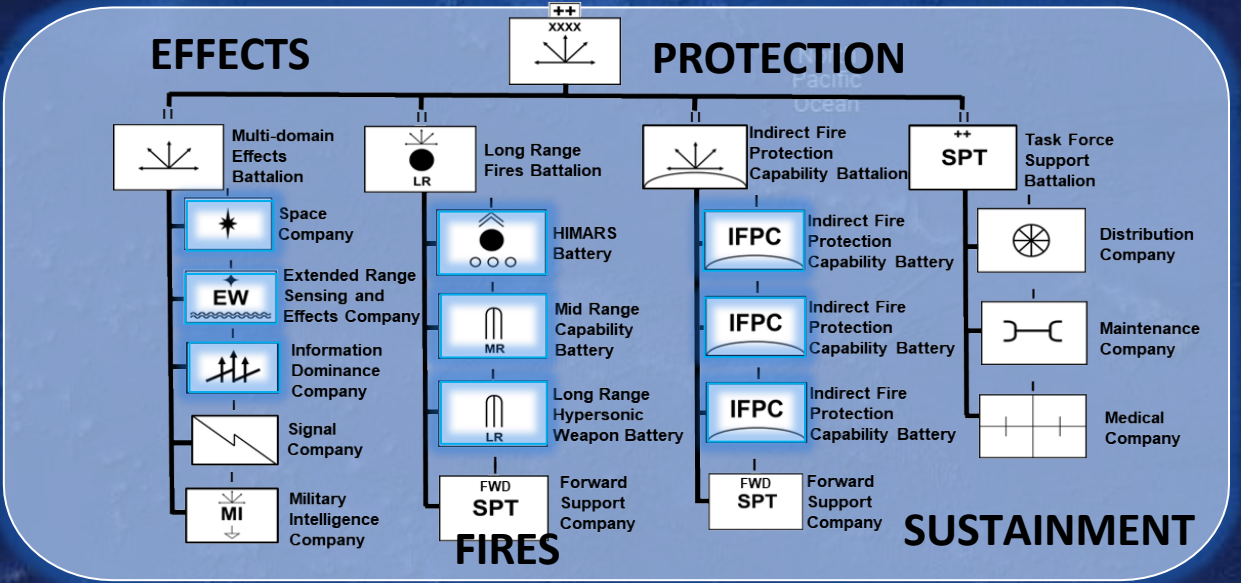 ++
XXXX
EFFECTS
PROTECTION
North
Pacific
Ocean
Multi-domain
Effects
Battalion
Space
Company
EW
Extended Range
Sensing and
Effects Company
Information
Dominance
Company
Signal
Company
MI
Military
Intelligence
Company
LR
Long Range
Fires Battalion
HIMARS
Battery
MR
Mid Range
Capability
Battery
LR
Long Range
Hypersonic
Weapon Battery
FWD
SPT
Forward
Support
Company
FIRES
Indirect Fire
Protection
Capability Battalion
IFPC
Indirect Fire
Protection
Capability Battery
IFPC
Indirect Fire
Protection
Capability Battery
IFPC
Indirect Fire
Protection
Capability Battery
FWD
SPT
Forward
Support
Company
++
SPT
Task Force
Support
Battalion
Distribution
Company
Maintenance
Company
Medical
Company
SUSTAINMENT